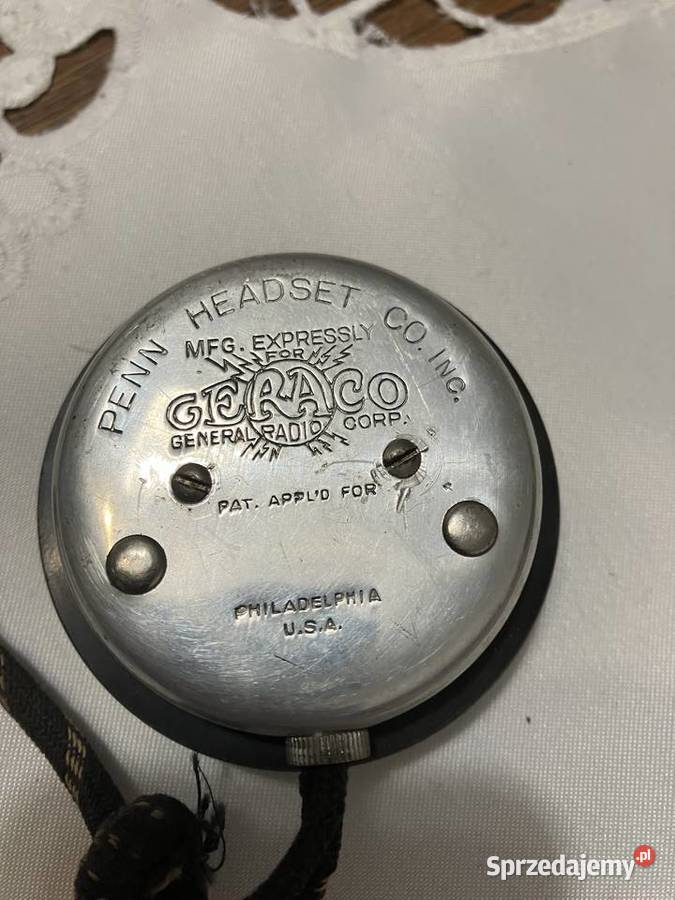 PENN HEADSET CO. INC.
MFG. EXPRESSLY
FOR
GERACO
GENERAL RADIO CORP.
PAT. APPL'D FOR
PHILADELPHIA
U.S.A.
Sprzedajemy.pl